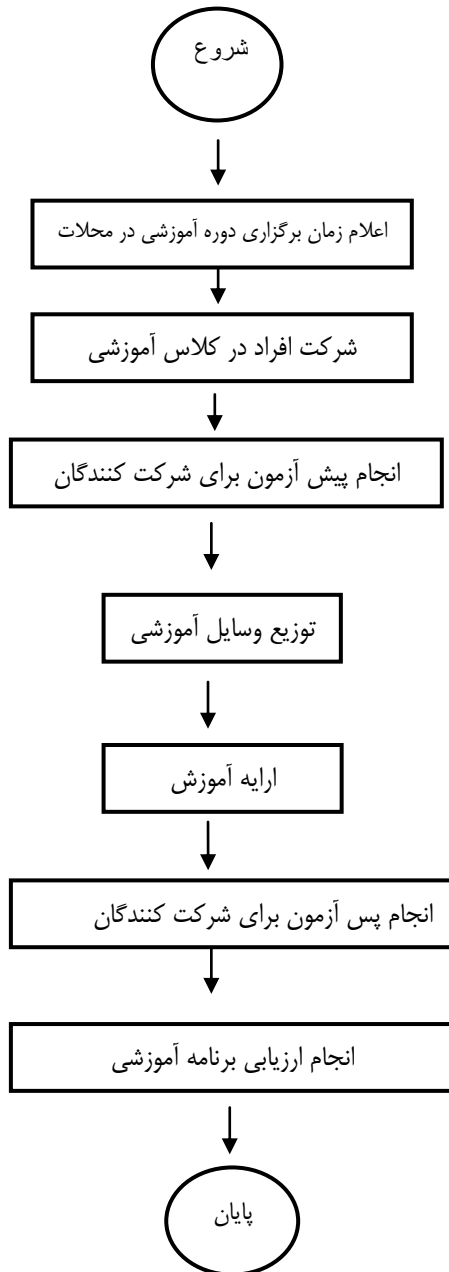 شروع
اعلام زمان برگزاری دوره آموزشی در محلات
شرکت افراد در کلاس آموزشی
انجام پیش آزمون برای شرکت کنندگان
توزیع وسایل آموزشی
ارایه آموزش
انجام پس آزمون برای شرکت کنندگان
انجام ارزیابی برنامه آموزشی
پایان